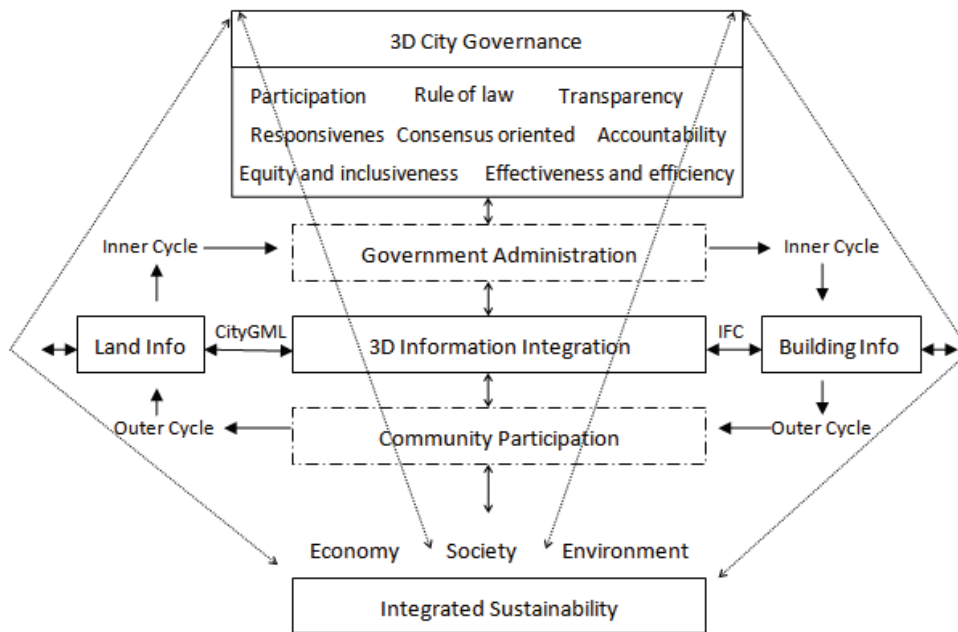 3D City Governance
Participation Rule of law Transparency
Responsivenes Consensus oriented Accountability
Equity and inclusiveness Effectiveness and efficiency
Inner Cycle Government Administration Inner Cycle
CityGML IFC
Land Info 3D Information Integration Building Info
Outer Cycle Community Participation Outer Cycle
Economy Society Environment
Integrated Sustainability